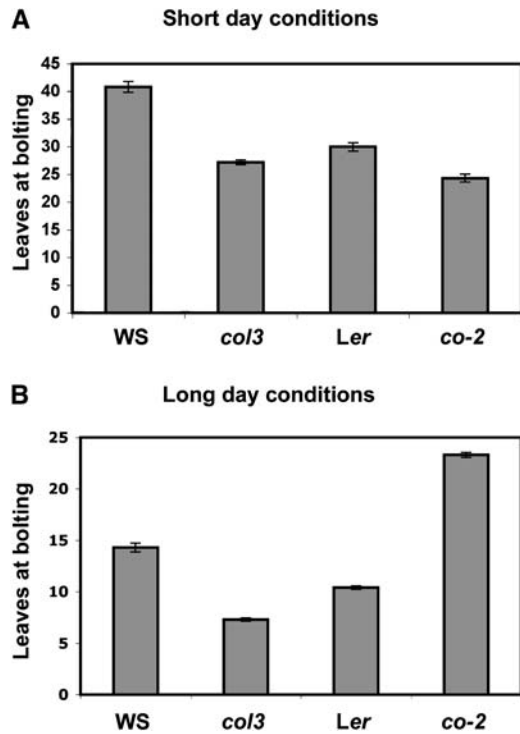 A
Short day conditions
Leaves at bolting
45
40
35
30
25
20
15
10
5
0
WS col3 Ler co-2
B
Long day conditions
Leaves at bolting
25
20
15
10
5
0
WS col3 Ler co-2